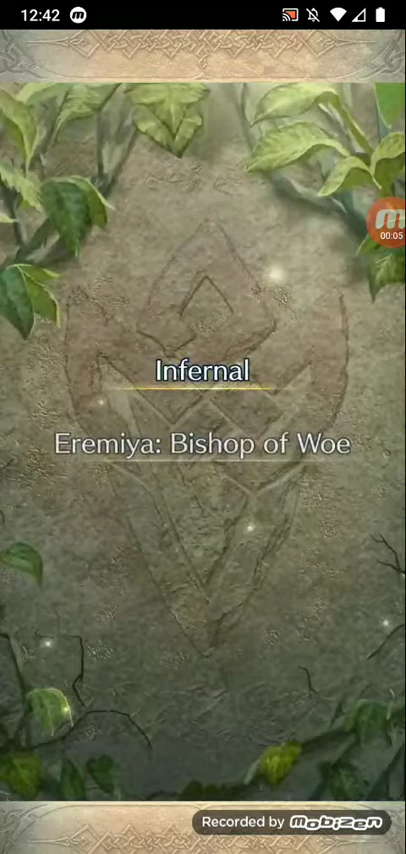 12:42
00:05
Infernal
Eremiya: Bishop of Woe
Recorded by mobizen